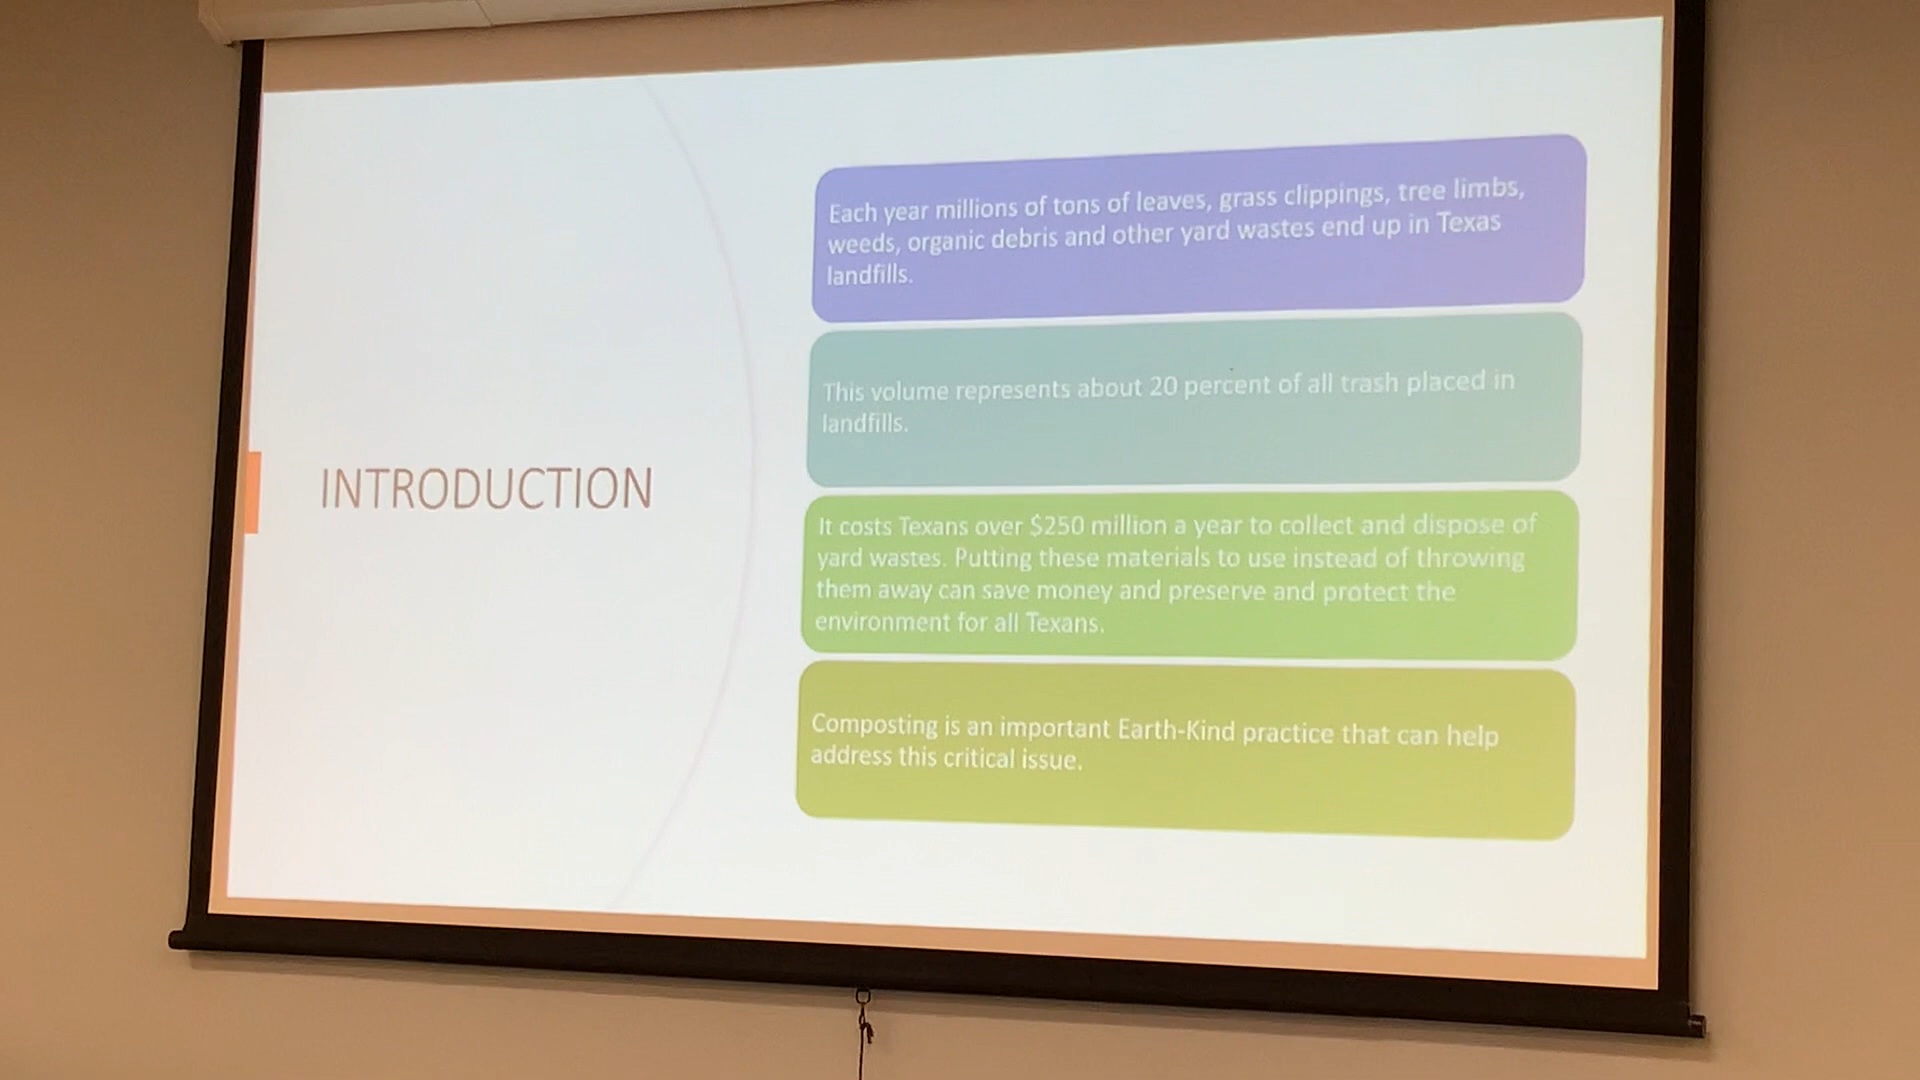 INTRODUCTION
Each year millions of tons of leaves, grass clippings, tree limbs,
weeds, organic debris and other yard wastes end up in Texas
landfills.
This volume represents about 20 percent of all trash placed in
landfills.
It costs Texans over $250 million a year to collect and dispose of
yard wastes. Putting these materials to use instead of throwing
them away can save money and preserve and protect the
environment for all Texans.
Composting is an important Earth-Kind practice that can help
address this critical issue.